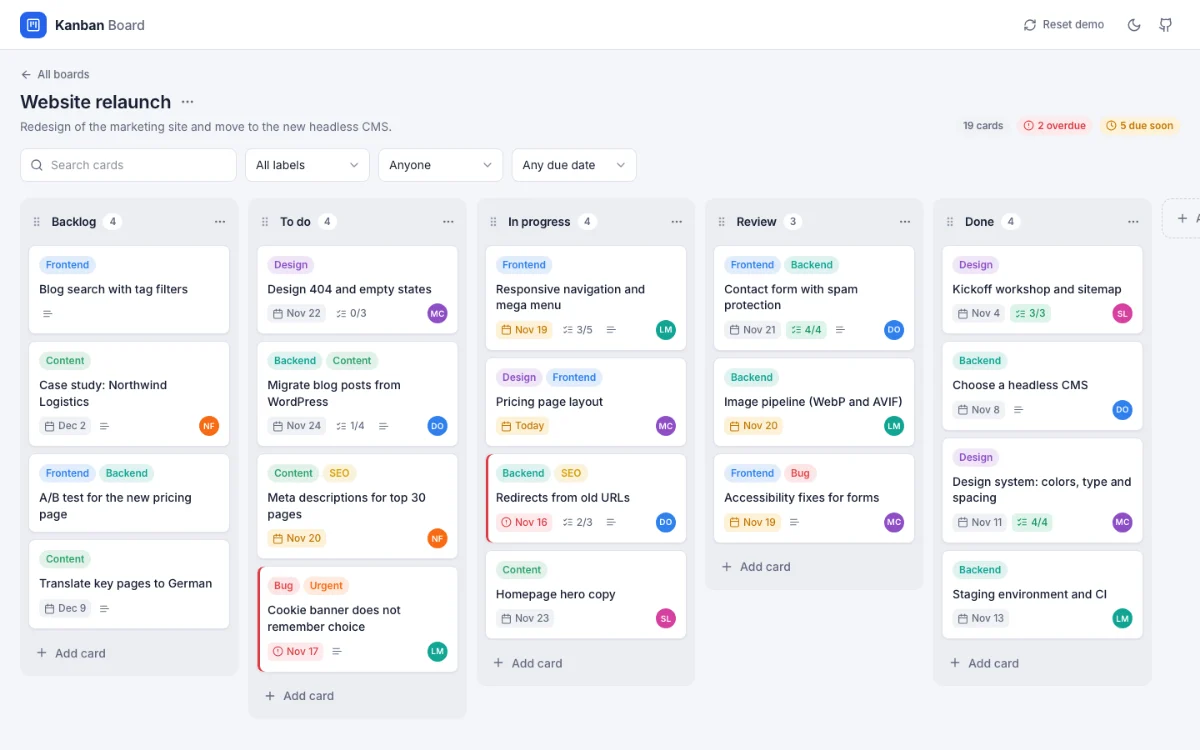 Kanban Board
Reset demo
All boards
Website relaunch
Redesign of the marketing site and move to the new headless CMS.
19 cards
2 overdue
5 due soon
Search cards
All labels
Anyone
Any due date
Backlog 4
Frontend
Blog search with tag filters
Content
Case study: Northwind
Logistics
Dec 2
NF
Frontend Backend
A/B test for the new pricing
page
Content
Translate key pages to German
Dec 9
Add card
To do 4
Design
Design 404 and empty states
Nov 22 0/3 MC
Backend Content
Migrate blog posts from
WordPress
Nov 24 1/4 DO
Content SEO
Meta descriptions for top 30
pages
Nov 20 NF
Bug Urgent
Cookie banner does not
remember choice
Nov 17 LM
Add card
In progress 4
Frontend
Responsive navigation and
mega menu
Nov 19 3/5 LM
Design Frontend
Pricing page layout
Today MC
Backend SEO
Redirects from old URLs
Nov 16 2/3 DO
Content
Homepage hero copy
Nov 23 SL
Add card
Review 3
Frontend Backend
Contact form with spam
protection
Nov 21 4/4 DO
Backend
Image pipeline (WebP and AVIF)
Nov 20 LM
Frontend Bug
Accessibility fixes for forms
Nov 19 MC
Add card
Done 4
Design
Kickoff workshop and sitemap
Nov 4 3/3 SL
Backend
Choose a headless CMS
Nov 8 DO
Design
Design system: colors, type and
spacing
Nov 11 4/4 MC
Backend
Staging environment and CI
Nov 13 LM
Add card